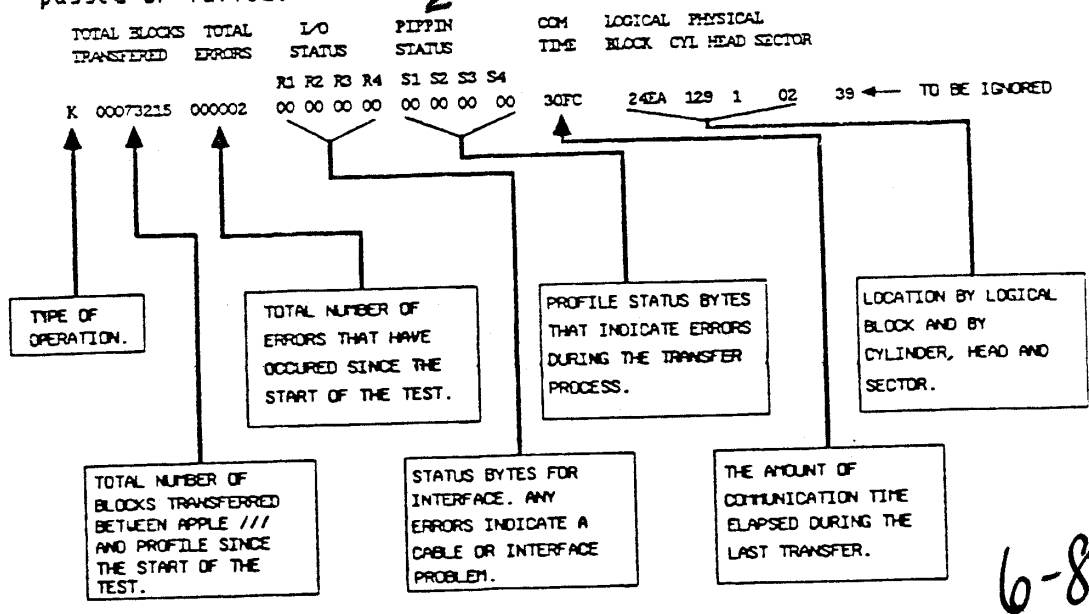 passed or failed.
2
TOTAL BLOCKS TOTAL I/O PIPPIN COM LOGICAL PHYSICAL
TRANSFERED ERRORS STATUS STATUS TIME BLOCK CYL HEAD SECTOR
R1 R2 R3 R4 S1 S2 S3 S4
K 00073215 000002 00 00 00 00 00 00 00 00 30FC 24EA 129 1 02 39 TO BE IGNORED
TYPE OF
OPERATION.
TOTAL NUMBER OF
ERRORS THAT HAVE
OCCURED SINCE THE
START OF THE TEST.
PROFILE STATUS BYTES
THAT INDICATE ERRORS
DURING THE TRANSFER
PROCESS.
LOCATION BY LOGICAL
BLOCK AND BY
CYLINDER, HEAD AND
SECTOR.
TOTAL NUMBER OF
BLOCKS TRANSFERRED
BETWEEN APPLE ///
AND PROFILE SINCE
THE START OF THE
TEST.
STATUS BYTES FOR
INTERFACE. ANY
ERRORS INDICATE A
CABLE OR INTERFACE
PROBLEM.
THE AMOUNT OF
COMMUNICATION TIME
ELAPSED DURING THE
LAST TRANSFER.
6-8